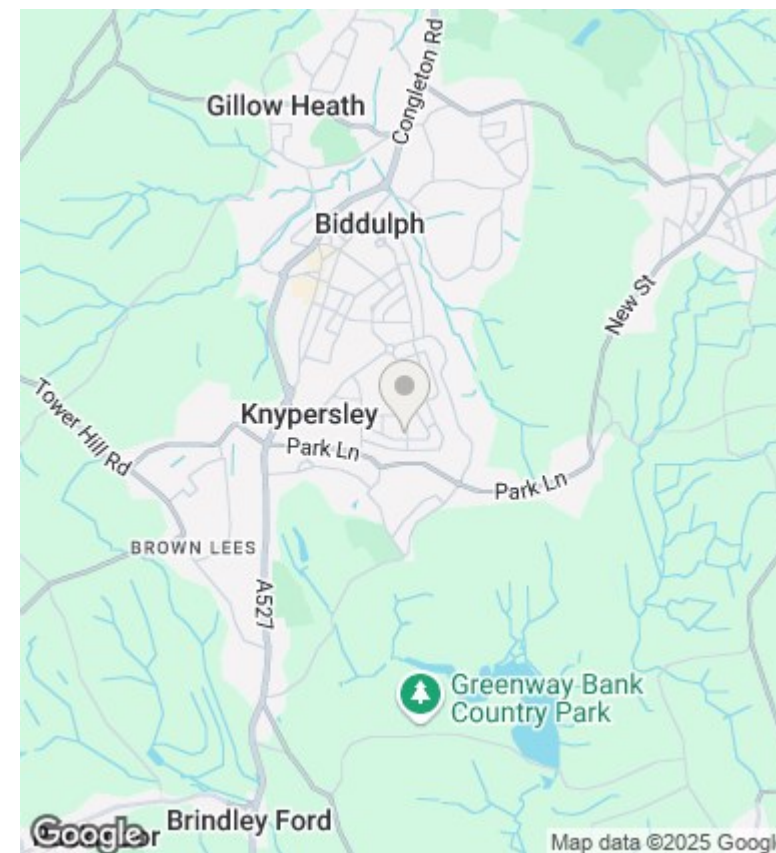 Congleton Rd
Gillow Heath
Biddulph
New St
Tower Hill Rd
Knypersley
Park Ln
Park Ln
BROWN LEES
A527
Greenway Bank
Country Park
Brindley Ford
Google
Map data ©2025 Googl